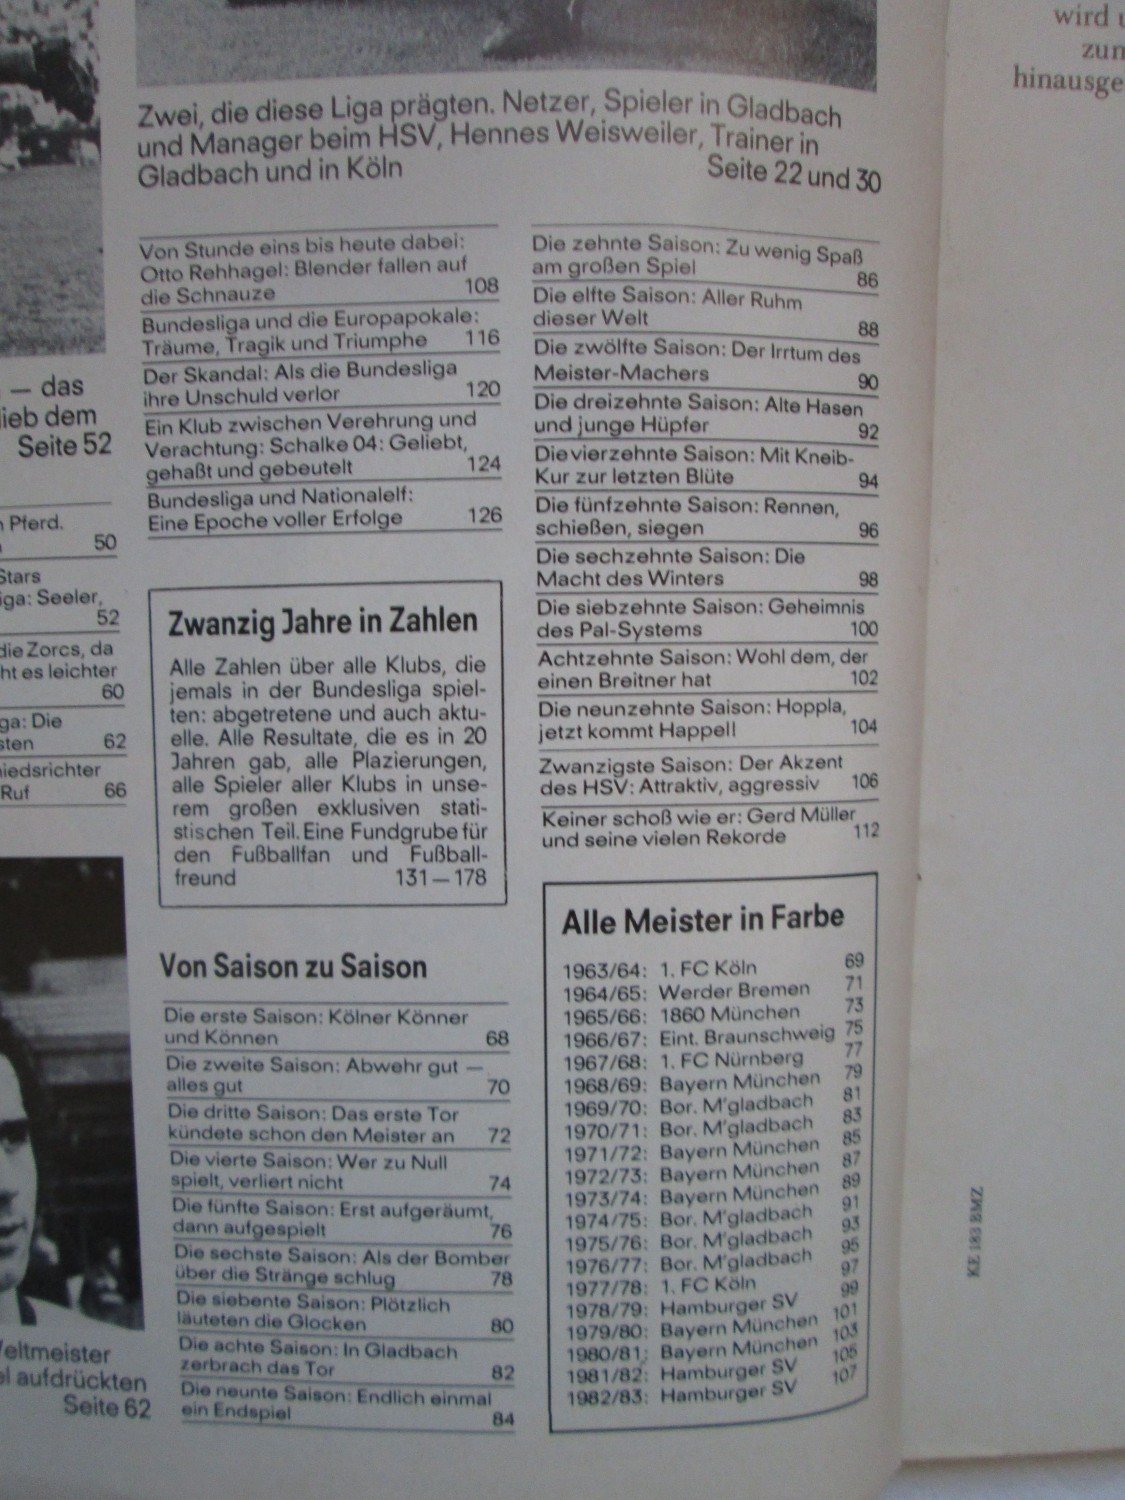 wird
zum
hinausge
Zwei, die diese Liga prägten. Netzer, Spieler in Gladbach
und Manager beim HSV, Hennes Weisweiler, Trainer in
Gladbach und in Köln Seite 22 und 30
— das
lieb dem
Seite 52
Pferd.
50
Stars
iga: Seeler,
52
die Zorcs, da
ht es leichter
60
ga: Die
sten 62
iedsrichter
Ruf 66
Weltmeister
el aufdrückten
Seite 62
Von Stunde eins bis heute dabei:
Otto Rehhagel: Blender fallen auf
die Schnauze 108
Bundesliga und die Europapokale:
Träume, Tragik und Triumphe 116
Der Skandal: Als die Bundesliga
ihre Unschuld verlor 120
Ein Klub zwischen Verehrung und
Verachtung: Schalke 04: Geliebt,
gehaßt und gebeutelt 124
Bundesliga und Nationalelf:
Eine Epoche voller Erfolge 126
Zwanzig Jahre in Zahlen
Alle Zahlen über alle Klubs, die
jemals in der Bundesliga spiel-
ten: abgetretene und auch aktu-
elle. Alle Resultate, die es in 20
Jahren gab, alle Plazierungen,
alle Spieler aller Klubs in unse-
rem großen exklusiven stati-
stischen Teil. Eine Fundgrube für
den Fußballfan und Fußball-
freund 131—178
Von Saison zu Saison
Die erste Saison: Kölner Könner
und Können 68
Die zweite Saison: Abwehr gut —
alles gut 70
Die dritte Saison: Das erste Tor
kündete schon den Meister an 72
Die vierte Saison: Wer zu Null
spielt, verliert nicht 74
Die fünfte Saison: Erst aufgeräumt,
dann aufgespielt 76
Die sechste Saison: Als der Bomber
über die Stränge schlug 78
Die siebente Saison: Plötzlich
läuteten die Glocken 80
Die achte Saison: In Gladbach
zerbrach das Tor 82
Die neunte Saison: Endlich einmal
ein Endspiel 84
Die zehnte Saison: Zu wenig Spaß
am großen Spiel 86
Die elfte Saison: Aller Ruhm
dieser Welt 88
Die zwölfte Saison: Der Irrtum des
Meister-Machers 90
Die dreizehnte Saison: Alte Hasen
und junge Hüpfer 92
Die vierzehnte Saison: Mit Kneib-
Kur zur letzten Blüte 94
Die fünfzehnte Saison: Rennen,
schießen, siegen 96
Die sechzehnte Saison: Die
Macht des Winters 98
Die siebzehnte Saison: Geheimnis
des Pal-Systems 100
Achtzehnte Saison: Wohl dem, der
einen Breitner hat 102
Die neunzehnte Saison: Hoppla,
jetzt kommt Happel! 104
Zwanzigste Saison: Der Akzent
des HSV: Attraktiv, aggressiv 106
Keiner schoß wie er: Gerd Müller
und seine vielen Rekorde 112
Alle Meister in Farbe
1963/64: 1. FC Köln 69
1964/65: Werder Bremen 71
1965/66: 1860 München 73
1966/67: Eint. Braunschweig 75
1967/68: 1. FC Nürnberg 77
1968/69: Bayern München 79
1969/70: Bor. M'gladbach 81
1970/71: Bor. M'gladbach 83
1971/72: Bayern München 85
1972/73: Bayern München 87
1973/74: Bayern München 89
1974/75: Bor. M'gladbach 91
1975/76: Bor. M'gladbach 93
1976/77: Bor. M'gladbach 95
1977/78: 1. FC Köln 97
1978/79: Hamburger SV 99
1979/80: Bayern München 101
1980/81: Bayern München 103
1981/82: Hamburger SV 105
1982/83: Hamburger SV 107
KE 183 BMZ